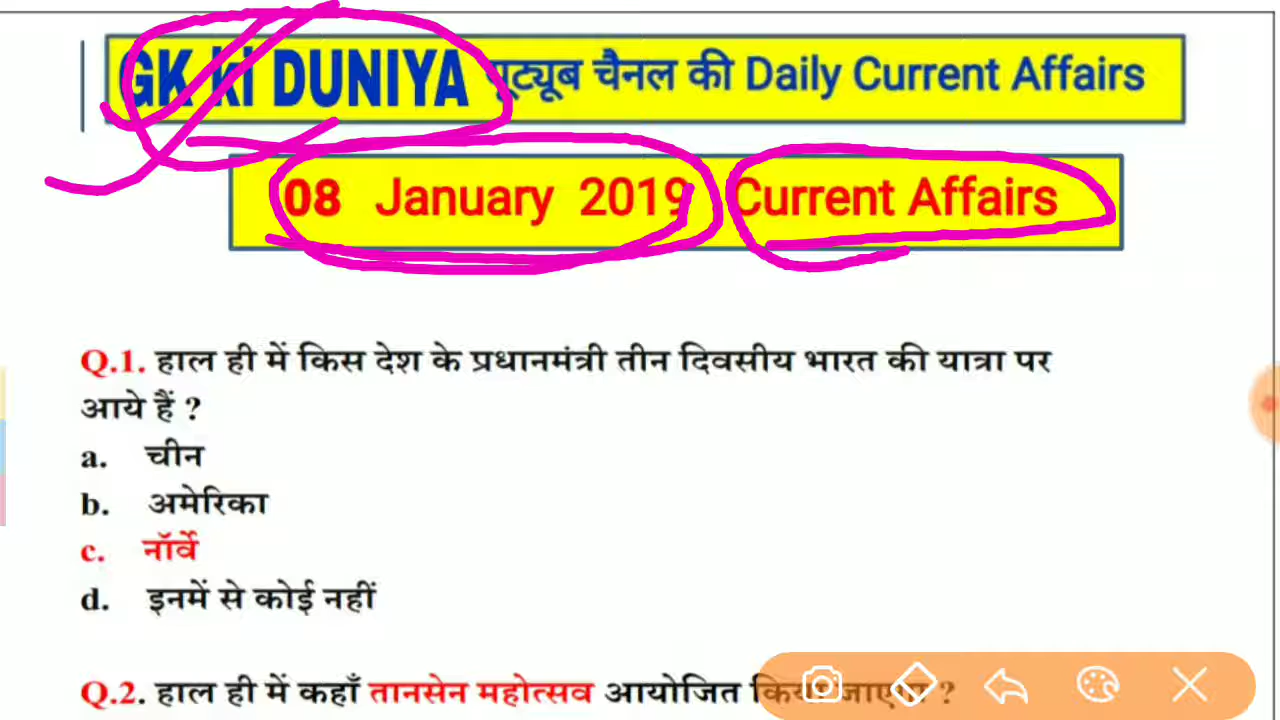 GK ki DUNIYA यूट्यूब चैनल की Daily Current Affairs
08 January 2019 Current Affairs
Q.1. हाल ही में किस देश के प्रधानमंत्री तीन दिवसीय भारत की यात्रा पर
आये हैं ?
a. चीन
b. अमेरिका
c. नॉर्वे
d. इनमें से कोई नहीं
Q.2. हाल ही में कहाँ तानसेन महोत्सव आयोजित किया ?